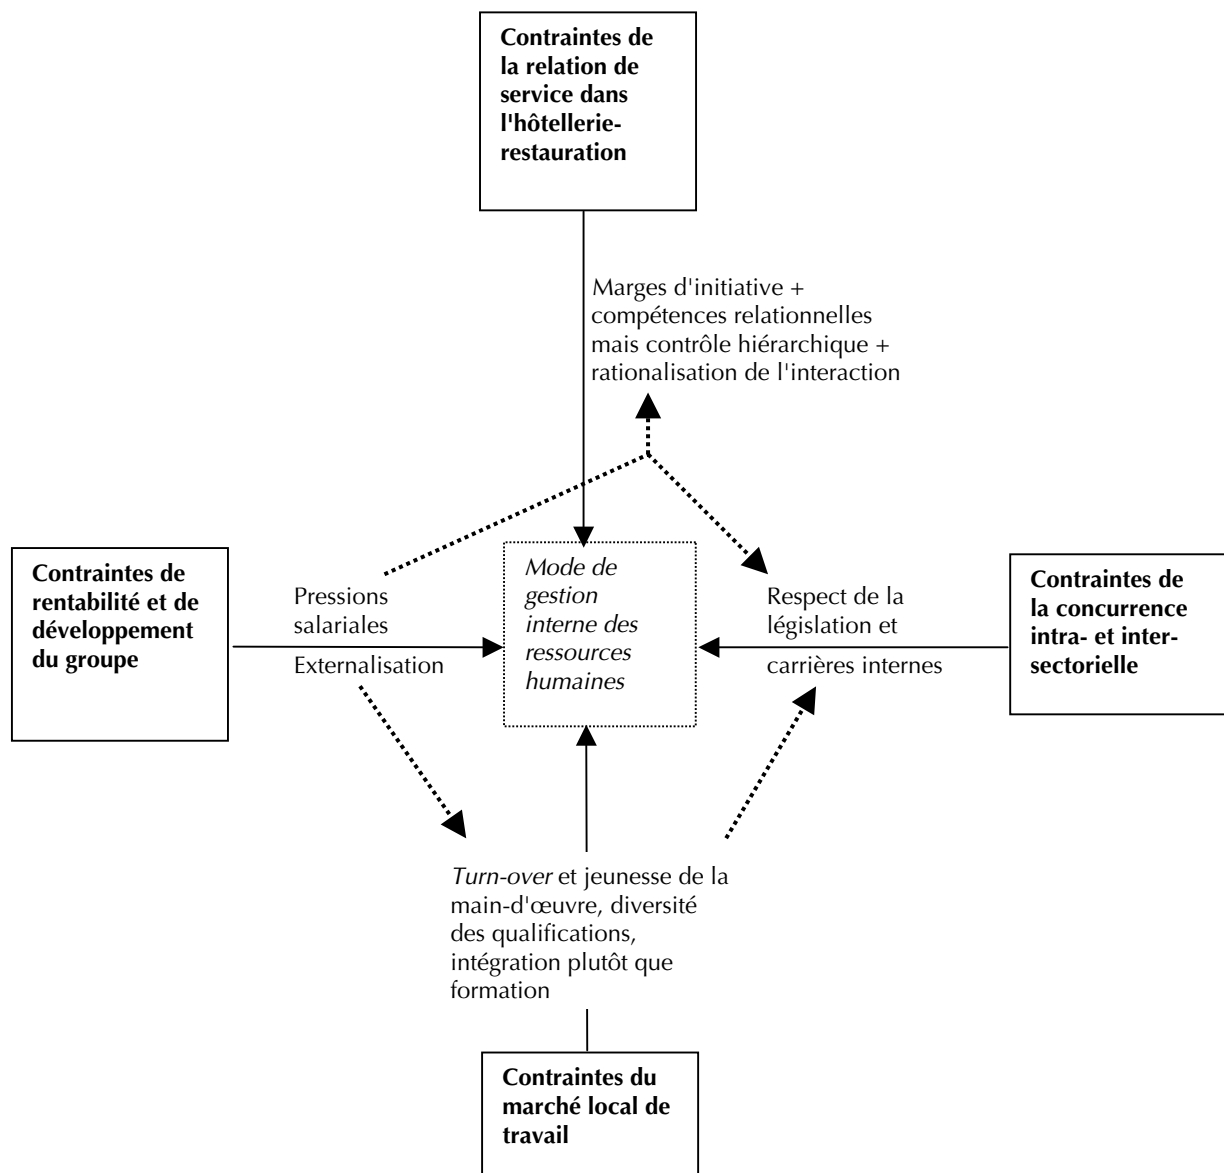 Contraintes de
la relation de
service dans
l'hôtellerie-
restauration
Marges d'initiative +
compétences relationnelles
mais contrôle hiérarchique +
rationalisation de l'interaction
Contraintes de
rentabilité et de
développement
du groupe
Pressions
salariales
Externalisation
Mode de
gestion
interne des
ressources
humaines
Respect de la
législation et
carrières internes
Contraintes de
la concurrence
intra- et inter-
sectorielle
Turn-over et jeunesse de la
main-d'œuvre, diversité
des qualifications,
intégration plutôt que
formation
Contraintes du
marché local de
travail